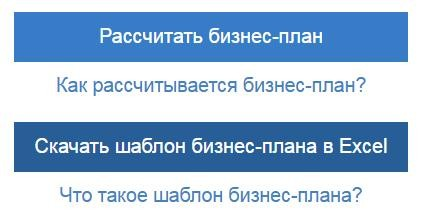 Рассчитать бизнес-план
Как рассчитывается бизнес-план?
Скачать шаблон бизнес-плана в Excel
Что такое шаблон бизнес-плана?